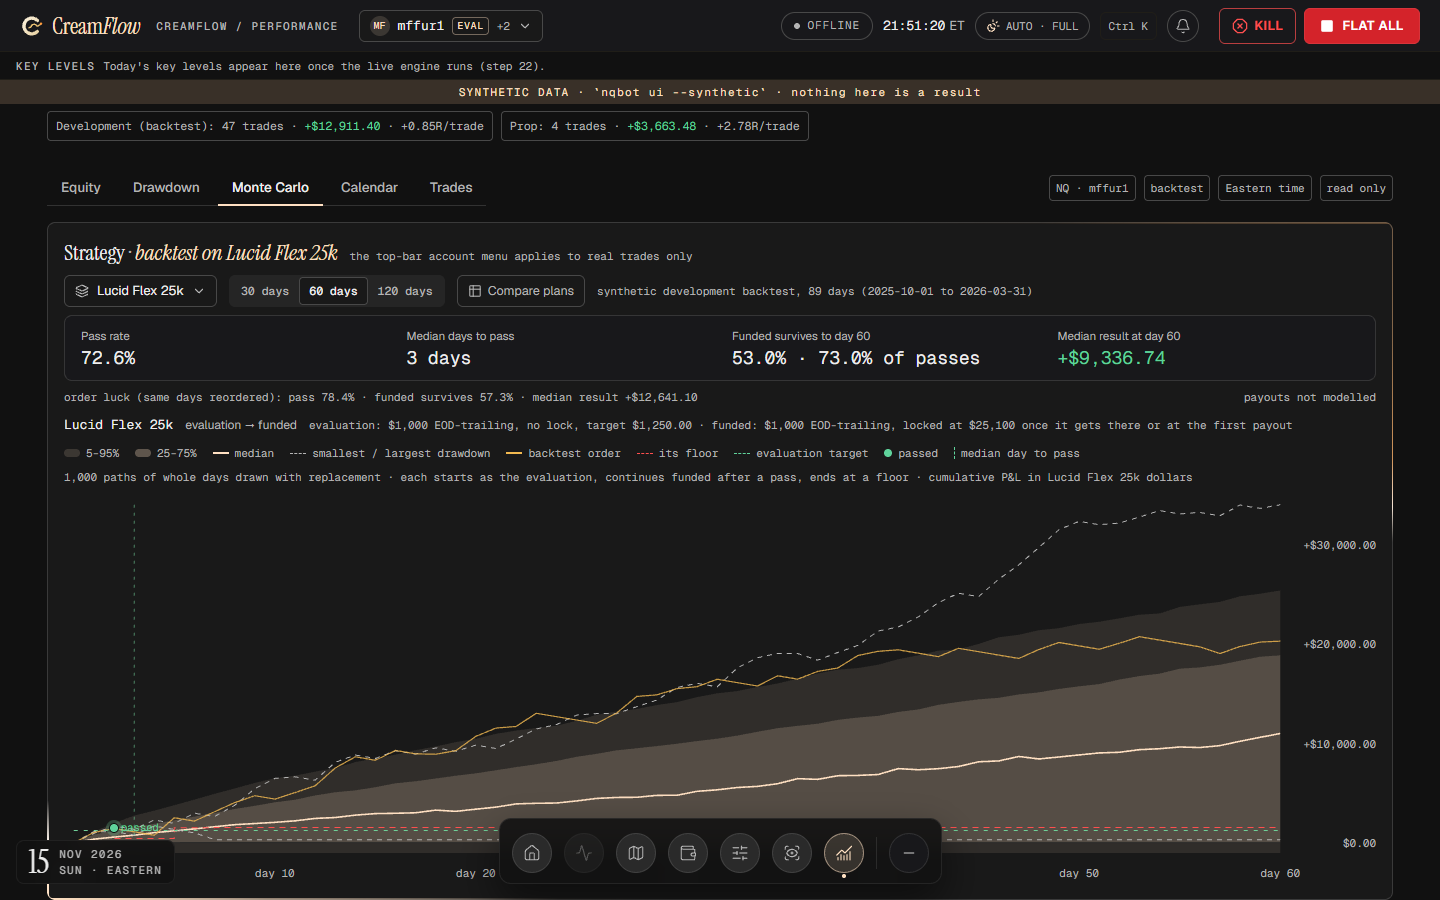 CreamFlow CREAMFLOW / PERFORMANCE MF mffur1 EVAL +2 OFFLINE 21:51:20 ET AUTO · FULL Ctrl K KILL FLAT ALL
KEY LEVELS Today's key levels appear here once the live engine runs (step 22).
SYNTHETIC DATA · `nqbot ui --synthetic` · nothing here is a result
Development (backtest): 47 trades · +$12,911.40 · +0.85R/trade Prop: 4 trades · +$3,663.48 · +2.78R/trade
Equity Drawdown Monte Carlo Calendar Trades NQ · mffur1 backtest Eastern time read only
Strategy · backtest on Lucid Flex 25k the top-bar account menu applies to real trades only
Lucid Flex 25k 30 days 60 days 120 days Compare plans synthetic development backtest, 89 days (2025-10-01 to 2026-03-31)
Pass rate Median days to pass Funded survives to day 60 Median result at day 60
72.6% 3 days 53.0% · 73.0% of passes +$9,336.74
order luck (same days reordered): pass 78.4% · funded survives 57.3% · median result +$12,641.10 payouts not modelled
Lucid Flex 25k evaluation → funded evaluation: $1,000 EOD-trailing, no lock, target $1,250.00 · funded: $1,000 EOD-trailing, locked at $25,100 once it gets there or at the first payout
5-95% 25-75% median smallest / largest drawdown backtest order its floor evaluation target passed median day to pass
1,000 paths of whole days drawn with replacement · each starts as the evaluation, continues funded after a pass, ends at a floor · cumulative P&L in Lucid Flex 25k dollars
+$30,000.00
+$20,000.00
+$10,000.00
passed
$0.00
15 NOV 2026
SUN · EASTERN
day 10 day 20 day 50 day 60